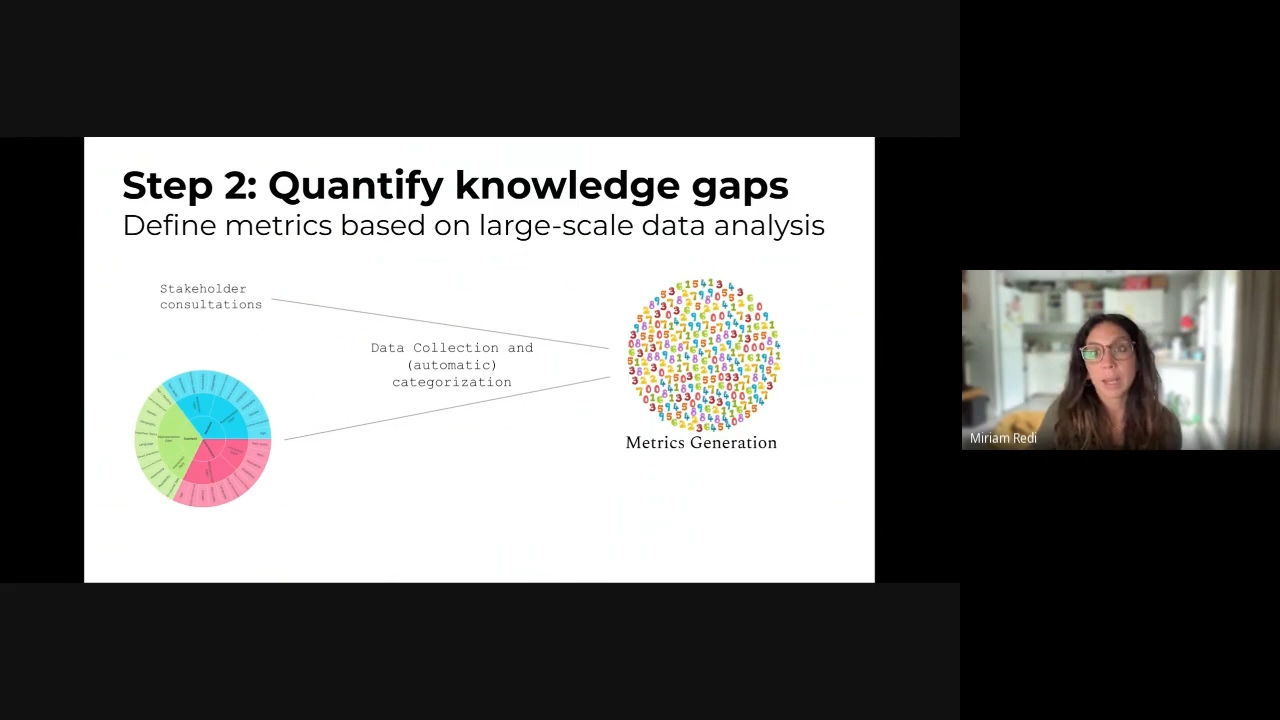 Step 2: Quantify knowledge gaps
Define metrics based on large-scale data analysis
Stakeholder
consultations
Data Collection and
(automatic)
categorization
Metrics Generation
Miriam Redi